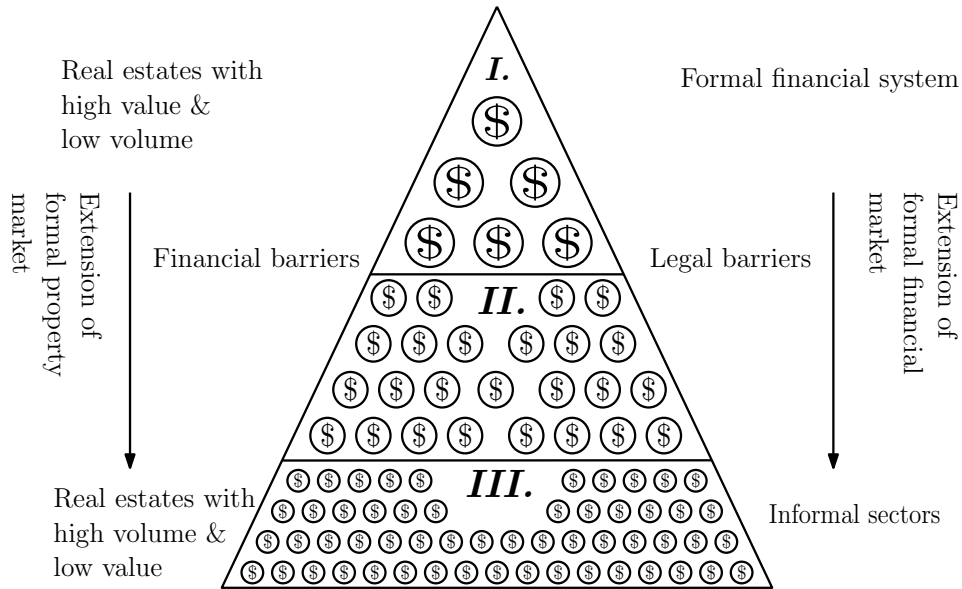 Real estates with
high value &
low volume
I.
Formal financial system
Extension of
formal property
market
Extension of
formal financial
market
Financial barriers
Legal barriers
II.
III.
Real estates with
high volume &
low value
Informal sectors